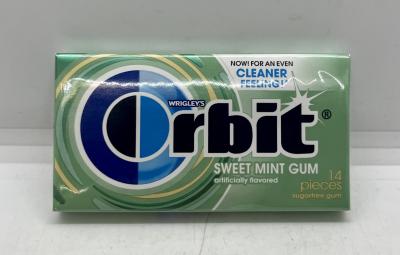 NOW! FOR AN EVEN
CLEANER
FEELING!
WRIGLEY'S
Orbit®
SWEET MINT GUM
artificially flavored
14
pieces
sugarfree gum